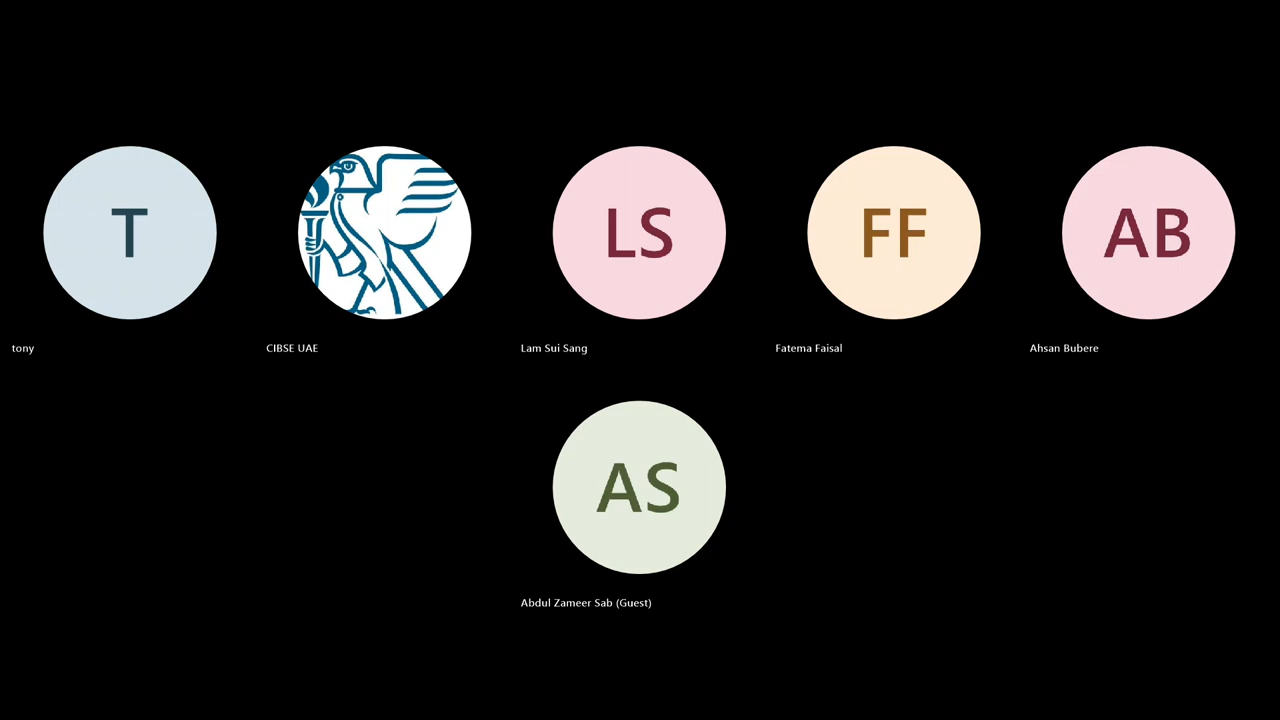 T
LS
FF
AB
tony
CIBSE UAE
Lam Sui Sang
Fatema Faisal
Ahsan Bubere
AS
Abdul Zameer Sab (Guest)